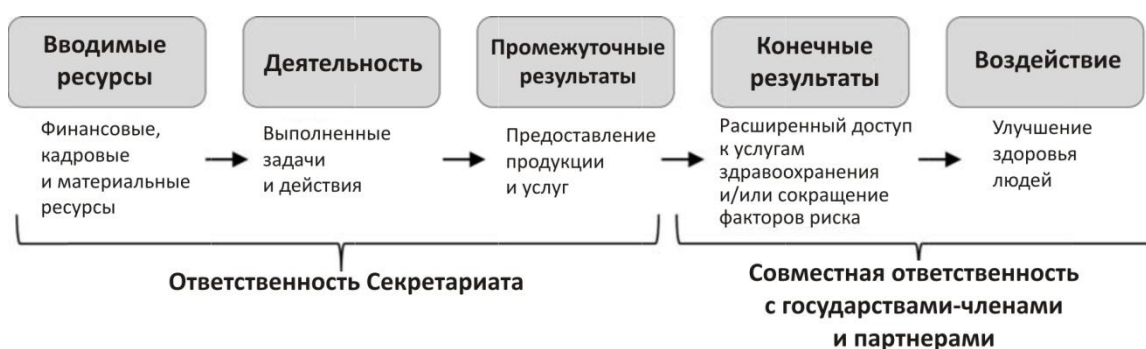 Вводимые
ресурсы
Деятельность
Промежуточные
результаты
Конечные
результаты
Воздействие
Финансовые,
кадровые
и материальные
ресурсы
Выполненные
задачи
и действия
Предоставление
продукции
и услуг
Расширенный доступ
к услугам
здравоохранения
и/или сокращение
факторов риска
Улучшение
здоровья
людей
Ответственность Секретариата
Совместная ответственность
с государствами-членами
и партнерами